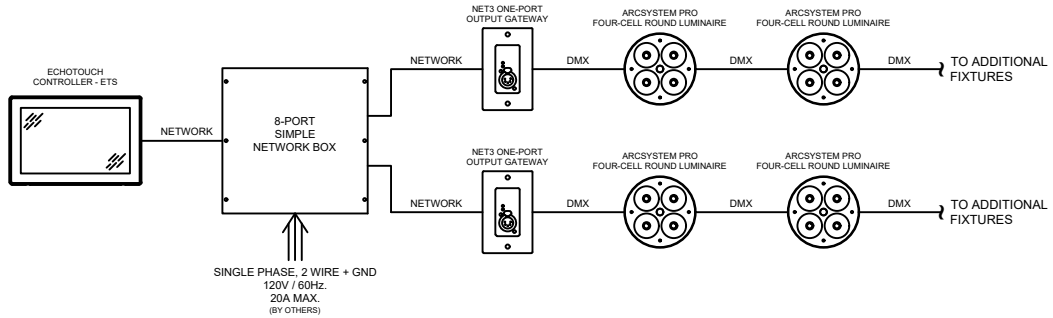 ECHOTOUCH
CONTROLLER - ETS
NETWORK
8-PORT
SIMPLE
NETWORK BOX
SINGLE PHASE, 2 WIRE + GND
120V / 60Hz.
20A MAX.
(BY OTHERS)
NETWORK
NET3 ONE-PORT
OUTPUT GATEWAY
DMX
ARCSYSTEM PRO
FOUR-CELL ROUND LUMINAIRE
DMX
ARCSYSTEM PRO
FOUR-CELL ROUND LUMINAIRE
DMX
TO ADDITIONAL
FIXTURES
NETWORK
NET3 ONE-PORT
OUTPUT GATEWAY
DMX
ARCSYSTEM PRO
FOUR-CELL ROUND LUMINAIRE
DMX
ARCSYSTEM PRO
FOUR-CELL ROUND LUMINAIRE
DMX
TO ADDITIONAL
FIXTURES